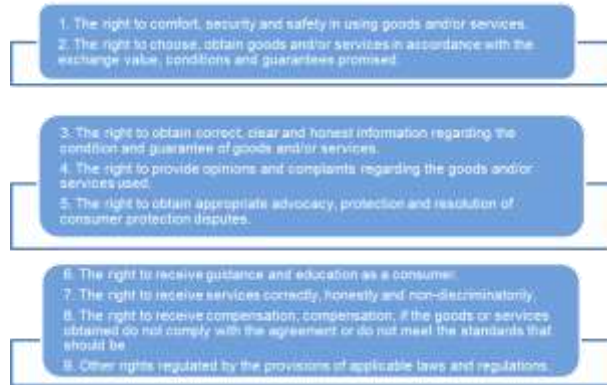 1. The right to comfort, security and safety in using goods and/or services.
2. The right to choose, obtain goods and/or services in accordance with the
exchange value, conditions and guarantees promised.
3. The right to obtain correct, clear and honest information regarding the
condition and guarantee of goods and/or services.
4. The right to provide opinions and complaints regarding the goods and/or
services used.
5. The right to obtain appropriate advocacy, protection and resolution of
consumer protection disputes.
6. The right to receive guidance and education as a consumer.
7. The right to receive services correctly, honestly and non-discriminatorily.
8. The right to receive compensation, compensation, if the goods or services
obtained do not comply with the agreement or do not meet the standards that
should be
9. Other rights regulated by the provisions of applicable laws and regulations.